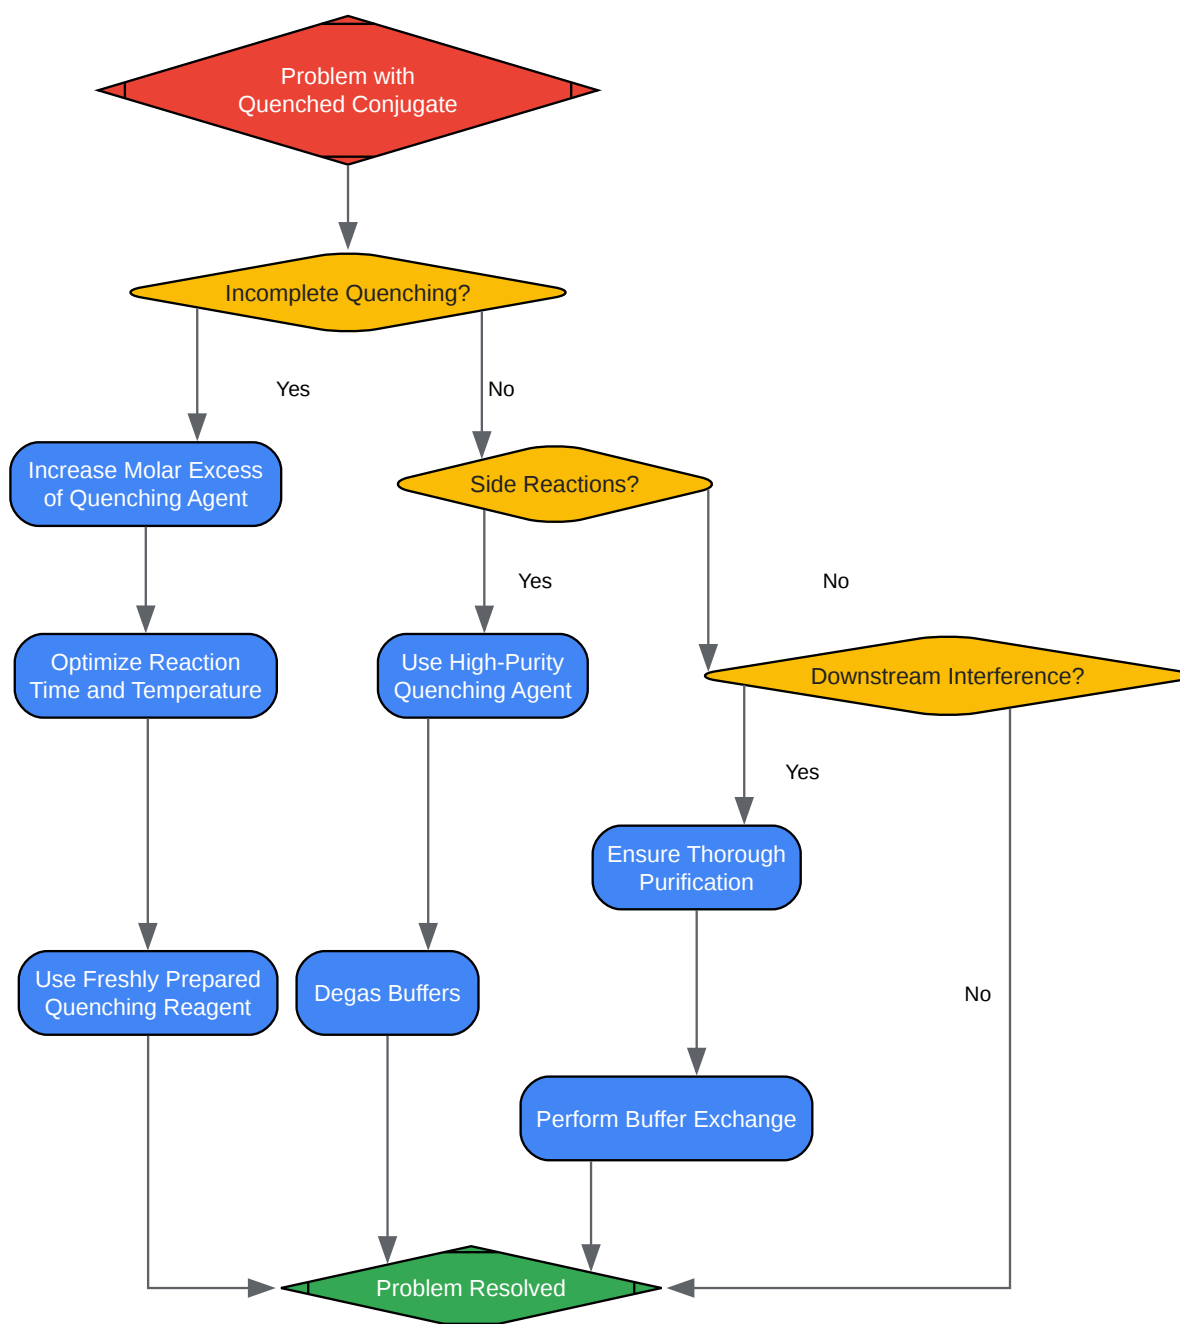 Problem with
Quenched Conjugate
Incomplete Quenching?
Yes
No
Increase Molar Excess
of Quenching Agent
Side Reactions?
Yes
No
Optimize Reaction
Time and Temperature
Use High-Purity
Quenching Agent
Downstream Interference?
Yes
Ensure Thorough
Purification
Use Freshly Prepared
Quenching Reagent
Degas Buffers
No
Perform Buffer Exchange
Problem Resolved